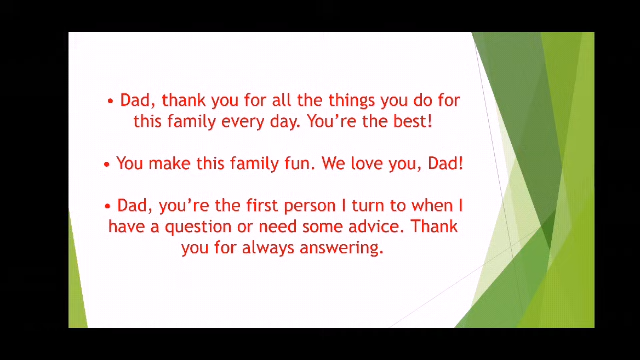 • Dad, thank you for all the things you do for
this family every day. You’re the best!
• You make this family fun. We love you, Dad!
• Dad, you’re the first person I turn to when I
have a question or need some advice. Thank
you for always answering.